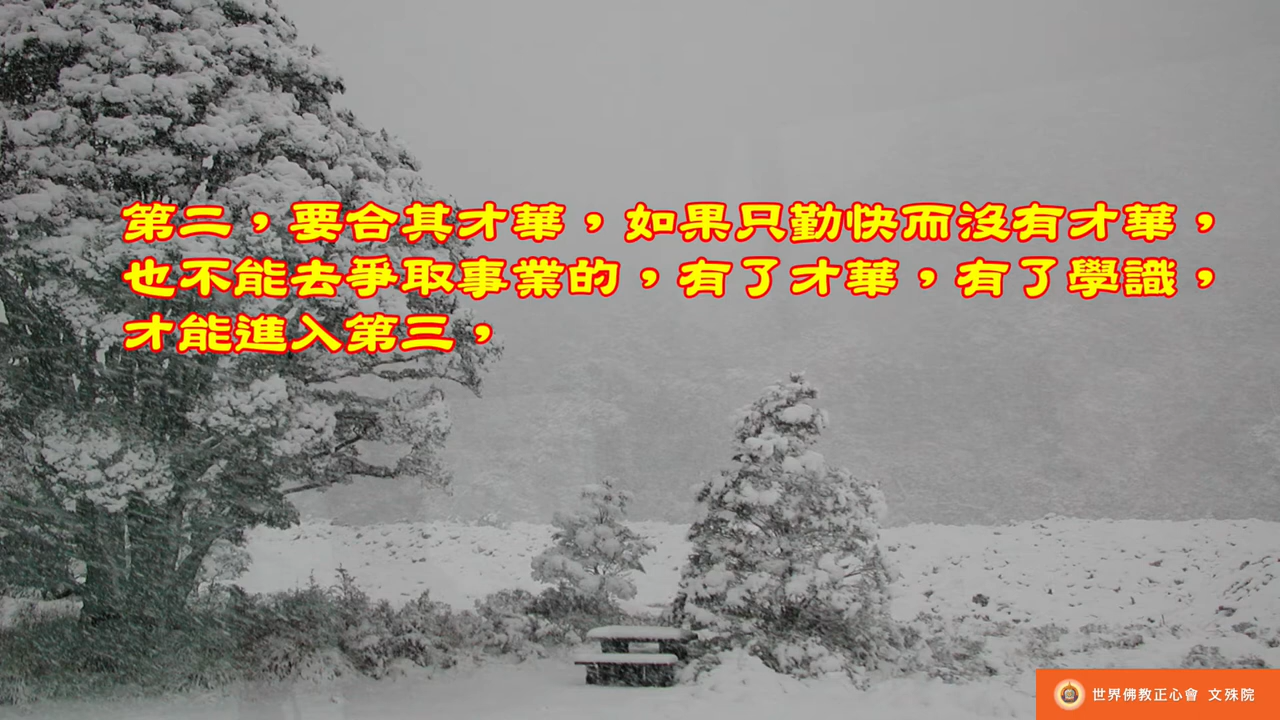 第二，要合其才華，如果只勤快而沒有才華，
也不能去爭取事業的，有了才華，有了學識，
才能進入第三，
世界佛教正心會 文殊院